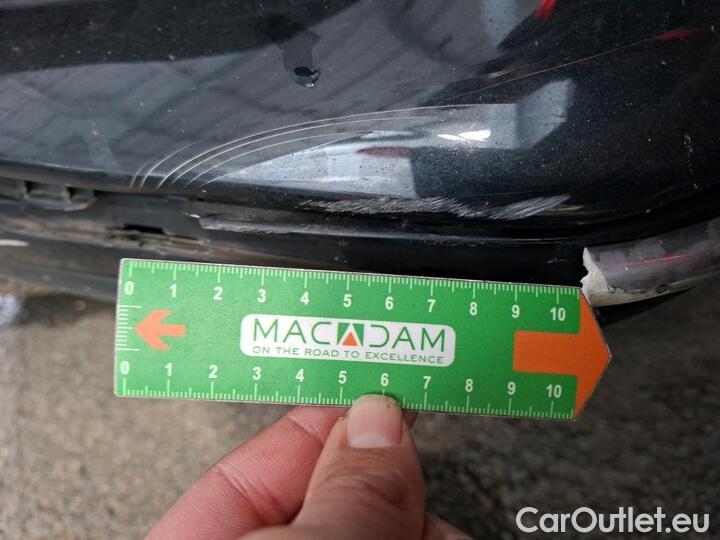 0 1 2 3 4 5 6 7 8 9 10
MACADAM
ON THE ROAD TO EXCELLENCE
0 1 2 3 4 5 6 7 8 9 10
CarOutlet.eu